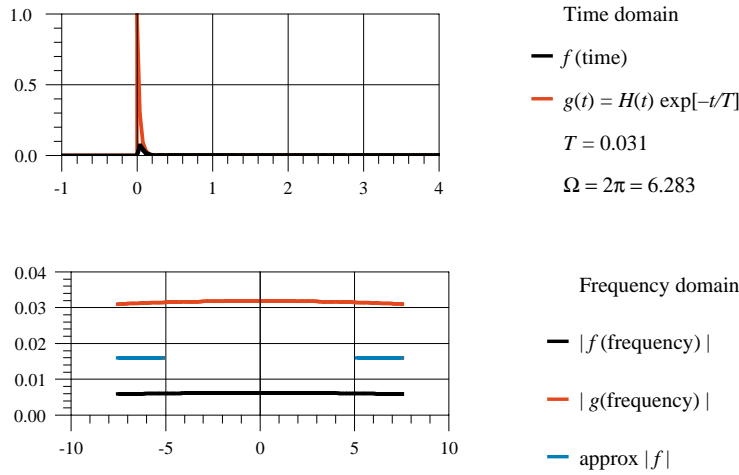 1.0
0.5
0.0
-1 0 1 2 3 4
Time domain
f (time)
g(t) = H(t) exp[−t/T]
T = 0.031
Ω = 2π = 6.283
0.04
0.03
0.02
0.01
0.00
-10 -5 0 5 10
Frequency domain
| f (frequency) |
| g(frequency) |
approx | f |